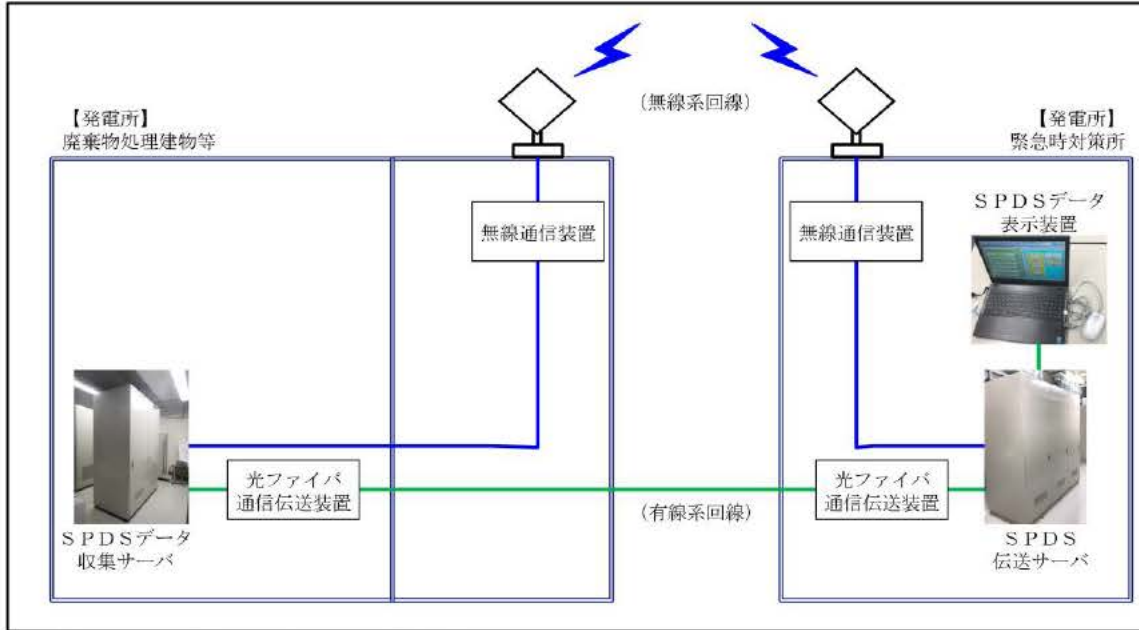 (無線系回線)
【発電所】
廃棄物処理建物等
【発電所】
緊急時対策所
無線通信装置
無線通信装置
SPDSデータ
表示装置
光ファイバ
通信伝送装置
(有線系回線)
光ファイバ
通信伝送装置
SPDSデータ
収集サーバ
SPDS
伝送サーバ